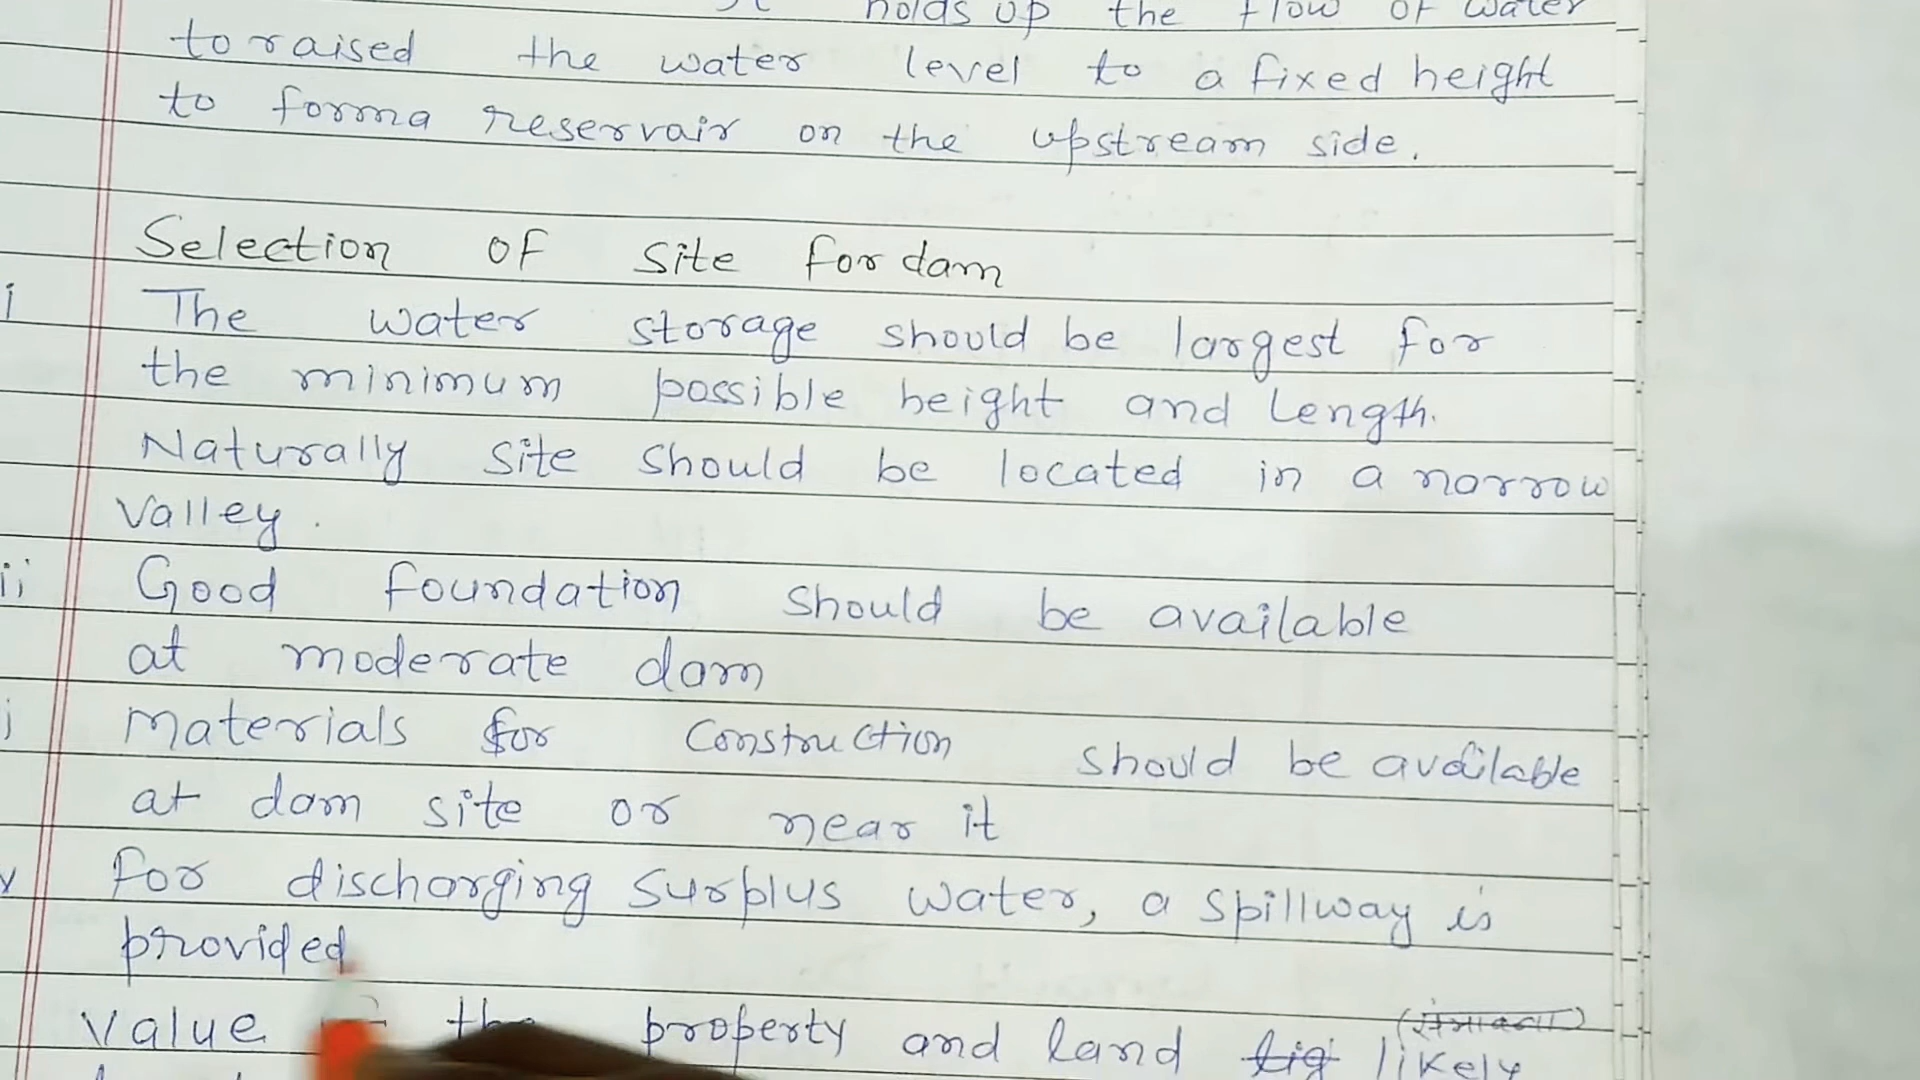 holds up the flow of water
to raised the water level to a fixed height
to forma reservair on the upstream side.
Selection of site for dam
i The water storage should be largest for
the minimum possible height and length.
Naturally site should be located in a narrow
valley.
ii Good foundation should be available
at moderate dam
i materials for construction should be available
at dam site or near it
v For discharging surplus water, a spillway is
provided
value the property and land likely